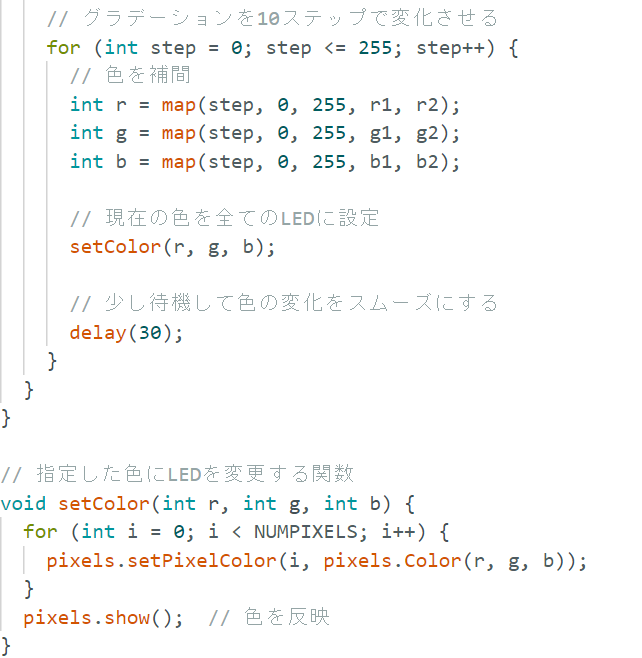 // グラデーションを10ステップで変化させる
for (int step = 0; step <= 255; step++) {
// 色を補間
int r = map(step, 0, 255, r1, r2);
int g = map(step, 0, 255, g1, g2);
int b = map(step, 0, 255, b1, b2);
// 現在の色を全てのLEDに設定
setColor(r, g, b);
// 少し待機して色の変化をスムーズにする
delay(30);
}
}
}
// 指定した色にLEDを変更する関数
void setColor(int r, int g, int b) {
for (int i = 0; i < NUMPIXELS; i++) {
pixels.setPixelColor(i, pixels.Color(r, g, b));
}
pixels.show();  // 色を反映
}